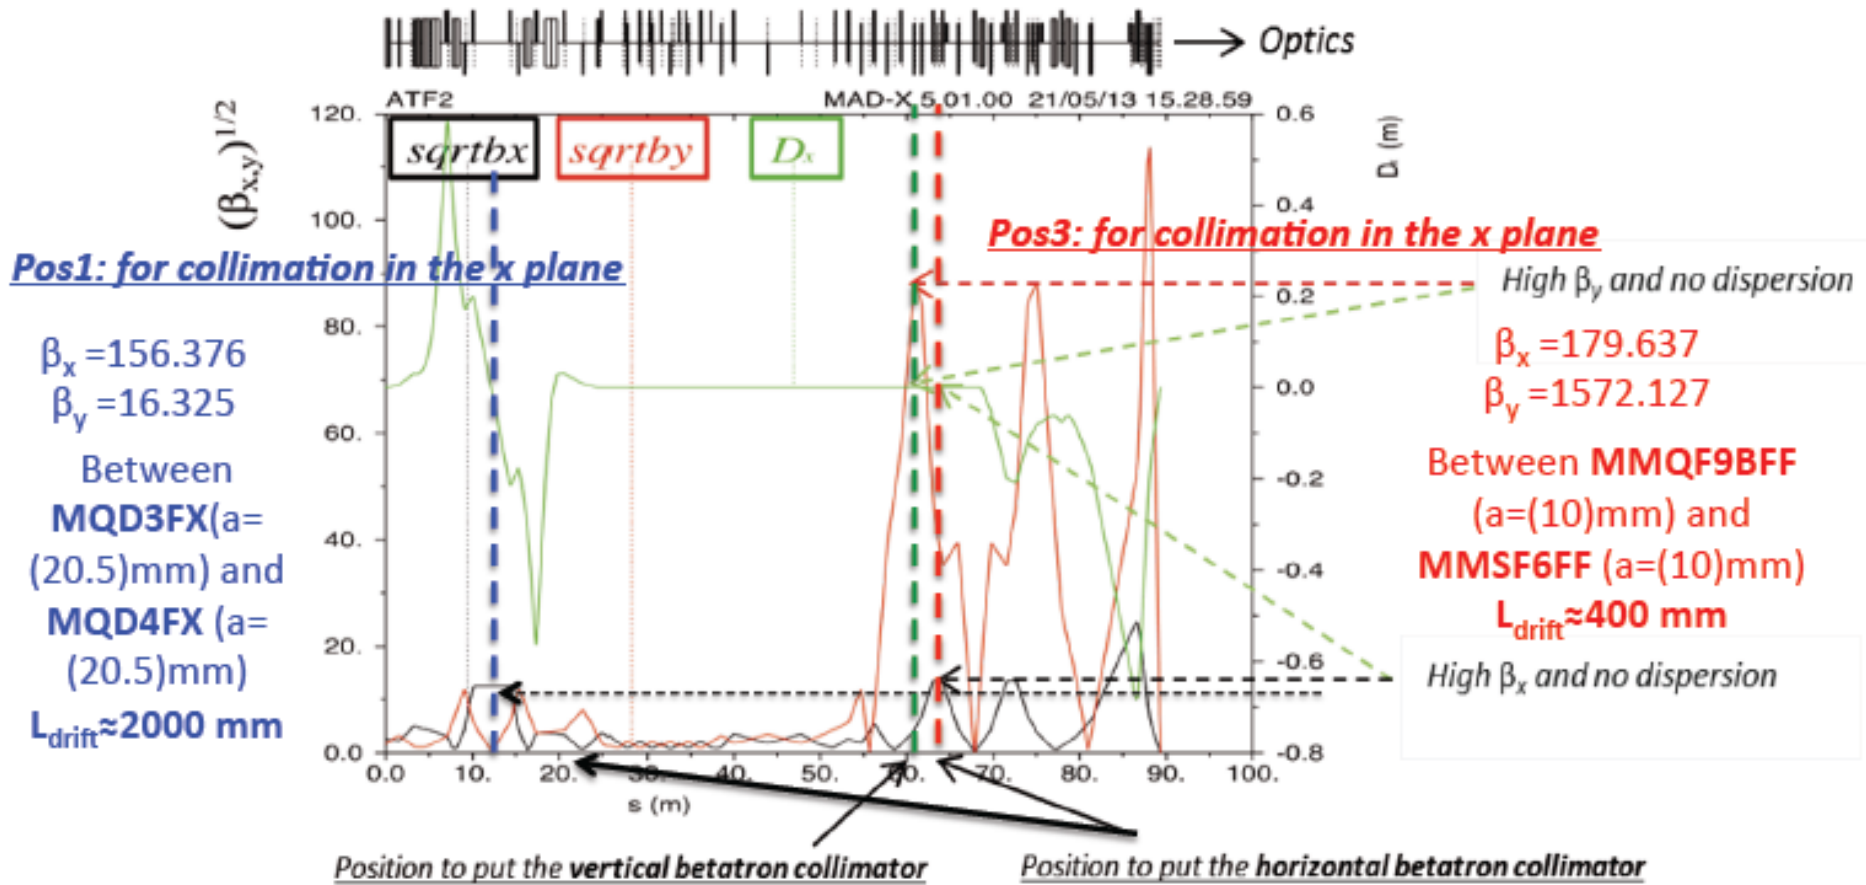 Optics
ATF2
MAD-X 5.01.00 21/05/13 15.28.59
(βx,y)1/2
sqrtbx
sqrtby
Dx
120.
100.
80.
60.
40.
20.
0.0
0.6
0.4
0.2
0.0
-0.2
-0.4
-0.6
-0.8
D (m)
Pos1: for collimation in the x plane
βx =156.376
βy =16.325
Between
MQD3FX(a=
(20.5)mm) and
MQD4FX (a=
(20.5)mm)
Ldrift≈2000 mm
Pos3: for collimation in the x plane
High βy and no dispersion
βx =179.637
βy =1572.127
Between MMQF9BFF
(a=(10)mm) and
MMSF6FF (a=(10)mm)
Ldrift≈400 mm
High βx and no dispersion
0.0 10. 20. 30. 40. 50. 60. 70. 80. 90. 100.
s (m)
Position to put the vertical betatron collimator
Position to put the horizontal betatron collimator